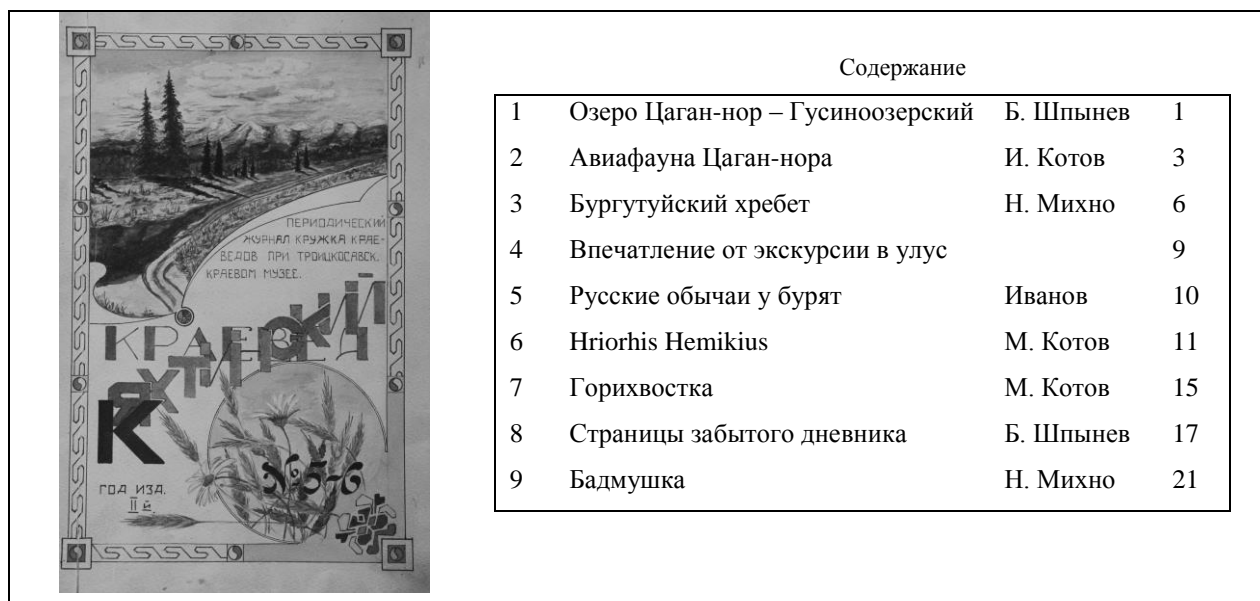 ПЕРИОДИЧЕСКИЙ
ЖУРНАЛ КРУЖКА КРАЕ-
ВЕДОВ ПРИ ТРОИЦКОСАВСК.
КРАЕВОМ МУЗЕЕ.
КЯХТИНСКИЙ
КРАЕВЕД
№5-6
ГОД ИЗД.
II й.
Содержание
1 Озеро Цаган-нор – Гусиноозерский Б. Шпынев 1
2 Авиафауна Цаган-нора И. Котов 3
3 Бургутуйский хребет Н. Михно 6
4 Впечатление от экскурсии в улус 9
5 Русские обычаи у бурят Иванов 10
6 Hriorhis Hemikius М. Котов 11
7 Горихвостка М. Котов 15
8 Страницы забытого дневника Б. Шпынев 17
9 Бадмушка Н. Михно 21